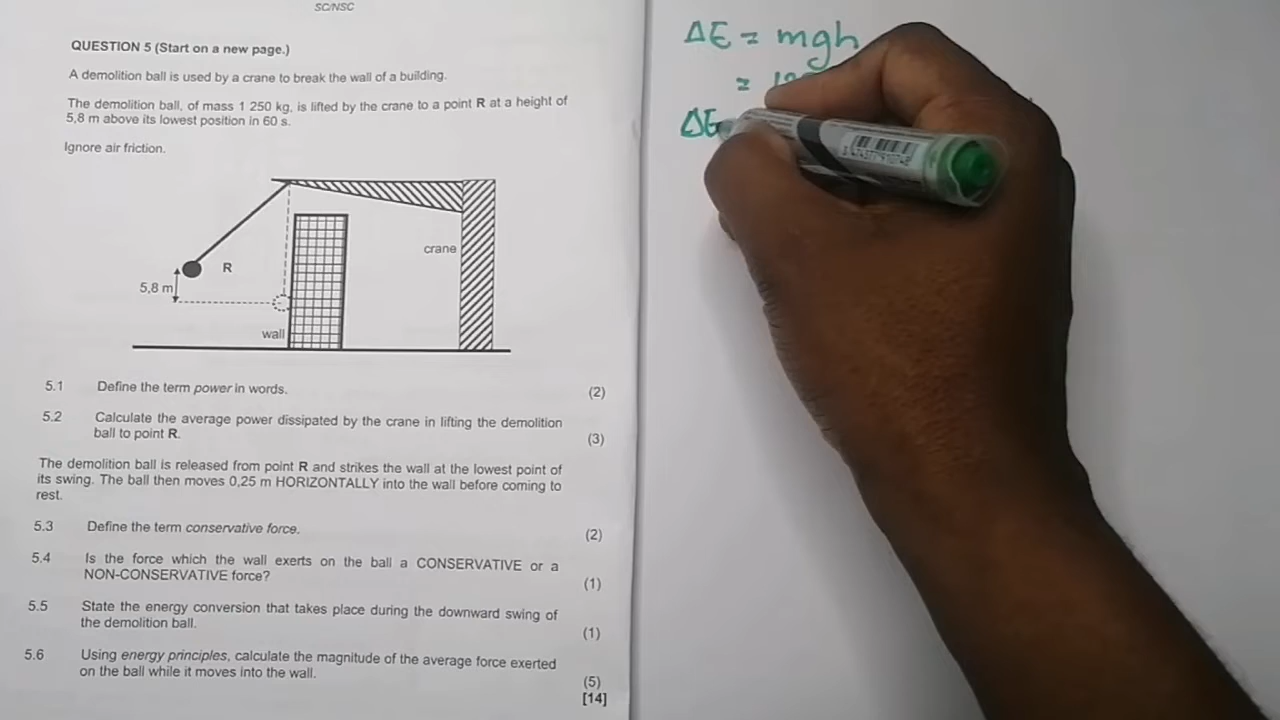 SC/NSC
QUESTION 5 (Start on a new page.)
A demolition ball is used by a crane to break the wall of a building.
The demolition ball, of mass 1 250 kg, is lifted by the crane to a point R at a height of
5,8 m above its lowest position in 60 s.
Ignore air friction.
R
crane
5,8 m
wall
5.1 Define the term power in words. (2)
5.2 Calculate the average power dissipated by the crane in lifting the demolition
ball to point R. (3)
The demolition ball is released from point R and strikes the wall at the lowest point of
its swing. The ball then moves 0,25 m HORIZONTALLY into the wall before coming to
rest.
5.3 Define the term conservative force. (2)
5.4 Is the force which the wall exerts on the ball a CONSERVATIVE or a
NON-CONSERVATIVE force? (1)
5.5 State the energy conversion that takes place during the downward swing of
the demolition ball. (1)
5.6 Using energy principles, calculate the magnitude of the average force exerted
on the ball while it moves into the wall. (5)
[14]
ΔE = mgh
=
ΔE